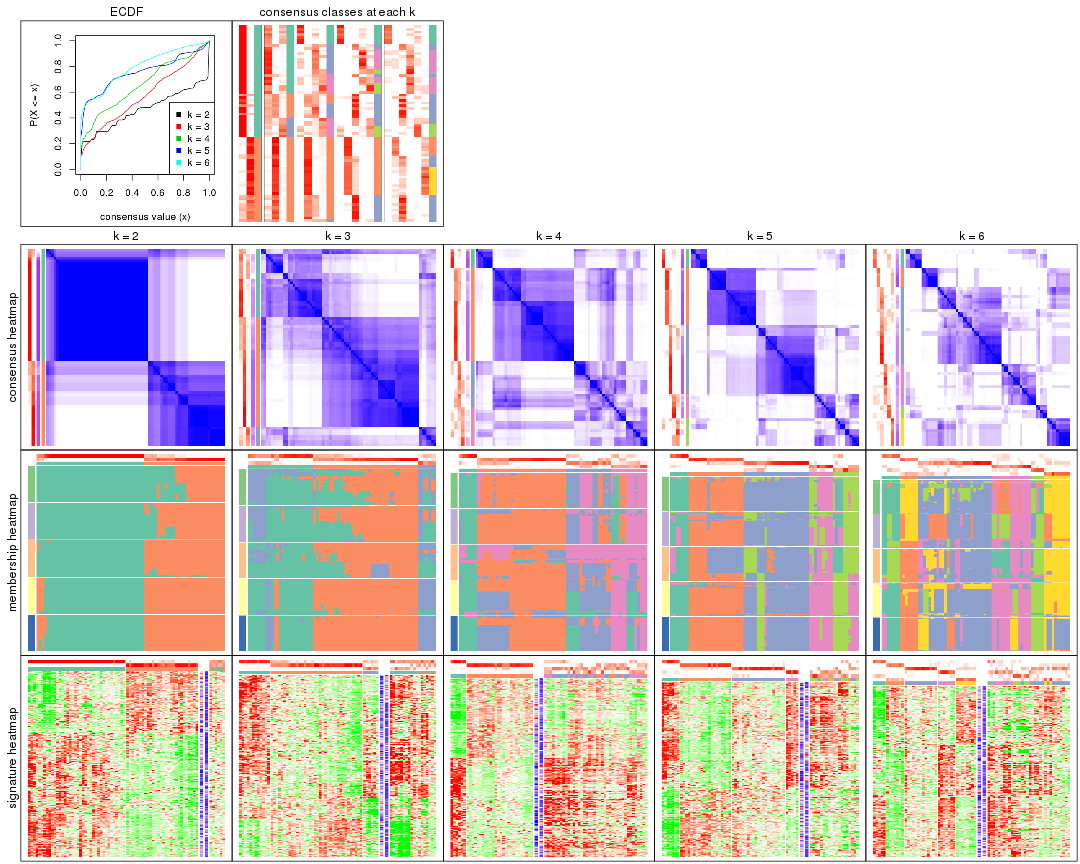 ECDF
consensus classes at each k
P(X <= x)
0.0 0.2 0.4 0.6 0.8 1.0
k = 2
k = 3
k = 4
k = 5
k = 6
0.0 0.2 0.4 0.6 0.8 1.0
consensus value (x)
k = 2 k = 3 k = 4 k = 5 k = 6
consensus heatmap
membership heatmap
signature heatmap